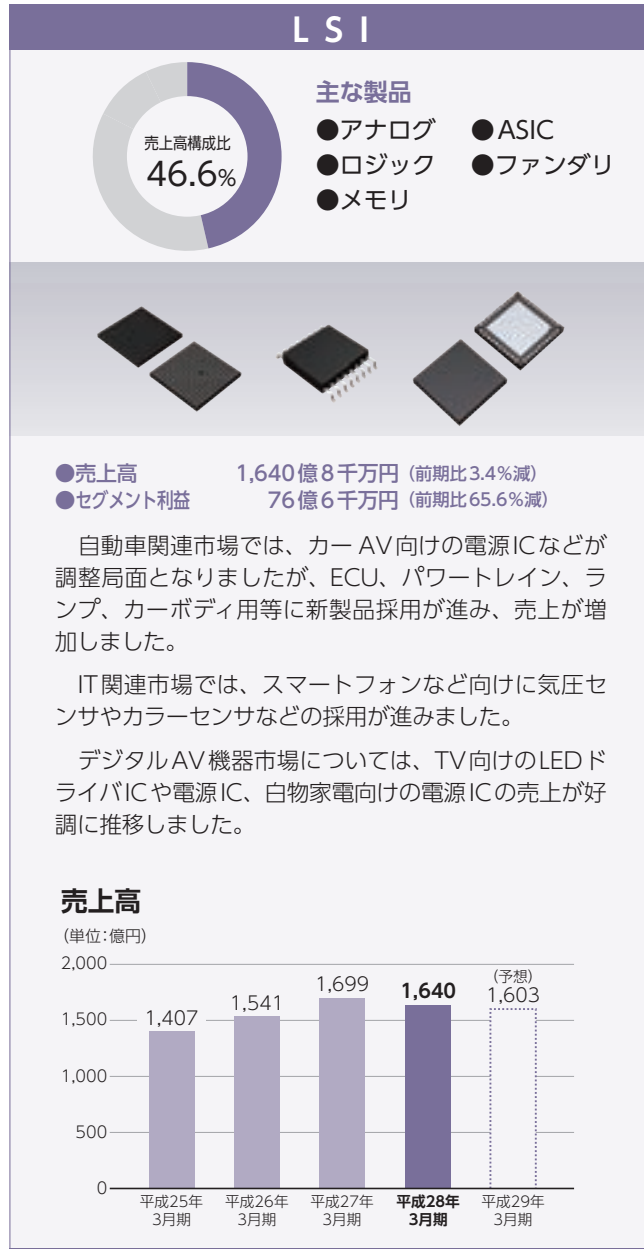 LSI
売上高構成比
46.6%
主な製品
●アナログ ●ASIC
●ロジック ●ファンダリ
●メモリ
●売上高 1,640億8千万円（前期比3.4%減）
●セグメント利益 76億6千万円（前期比65.6%減）
自動車関連市場では、カーAV向けの電源ICなどが
調整局面となりましたが、ECU、パワートレイン、ラ
ンプ、カーボディ用等に新製品採用が進み、売上が増
加しました。
IT関連市場では、スマートフォンなど向けに気圧セ
ンサやカラーセンサなどの採用が進みました。
デジタルAV機器市場については、TV向けのLEDド
ライバICや電源IC、白物家電向けの電源ICの売上が好
調に推移しました。
売上高
（単位:億円）
2,000
1,500
1,000
500
0
1,407
1,541
1,699
1,640
（予想）
1,603
平成25年
3月期
平成26年
3月期
平成27年
3月期
平成28年
3月期
平成29年
3月期